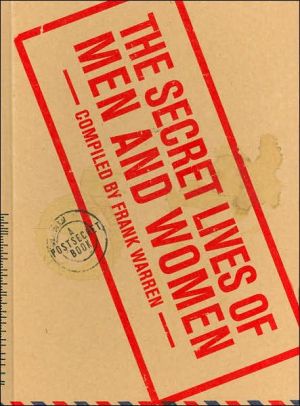 THE SECRET LIVES OF
MEN AND WOMEN
COMPILED BY FRANK WARREN
A
POSTSECRET
BOOK